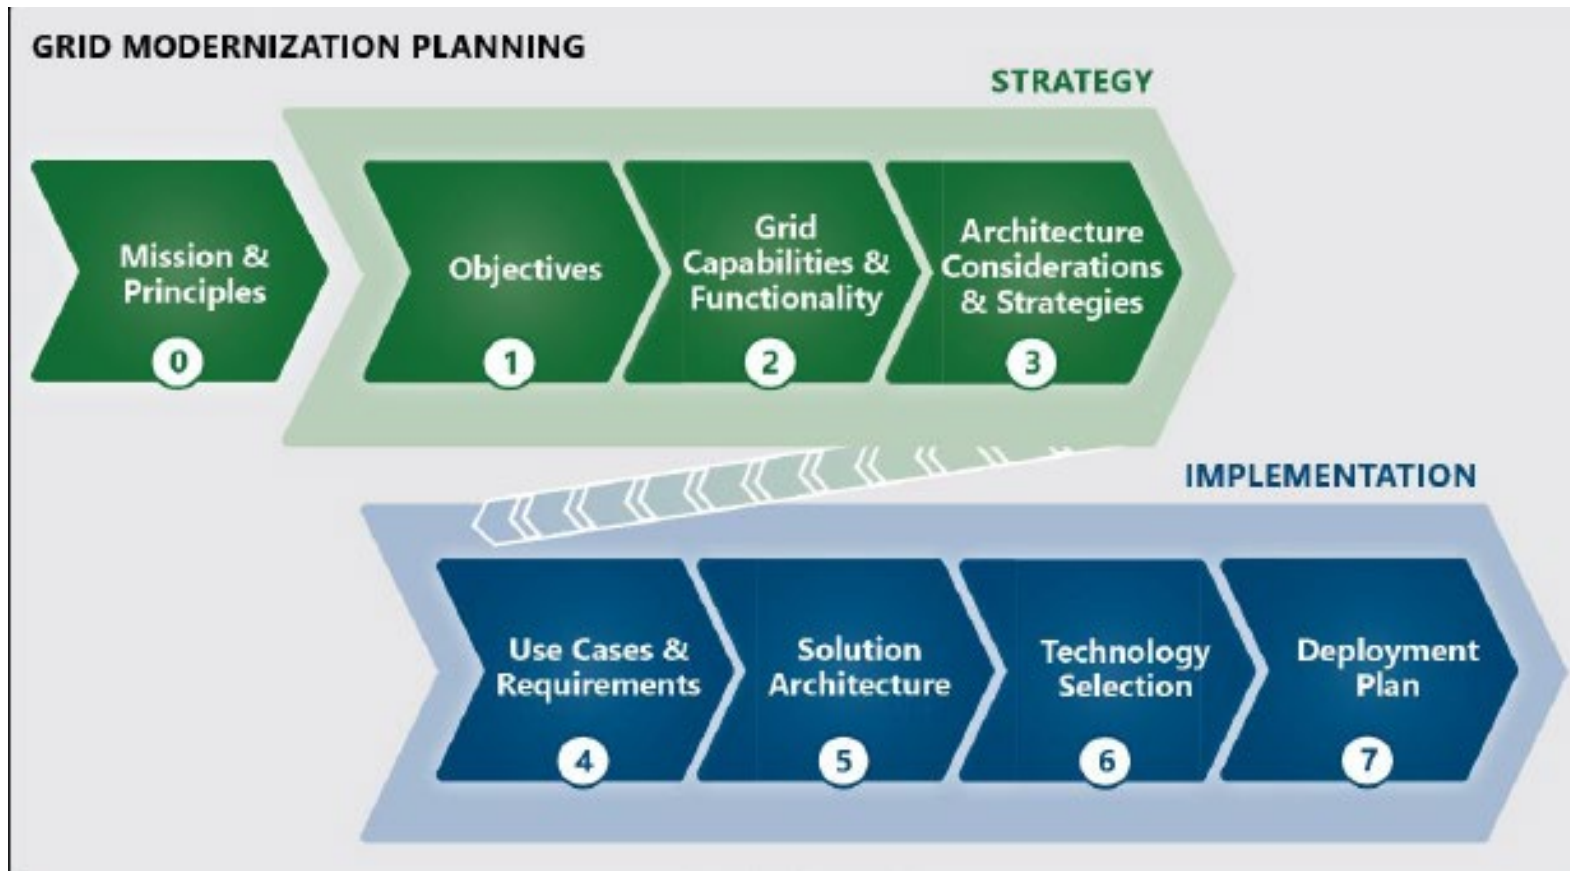 GRID MODERNIZATION PLANNING
STRATEGY
Mission &
Principles
0
Objectives
1
Grid
Capabilities &
Functionality
2
Architecture
Considerations
& Strategies
3
IMPLEMENTATION
Use Cases &
Requirements
4
Solution
Architecture
5
Technology
Selection
6
Deployment
Plan
7